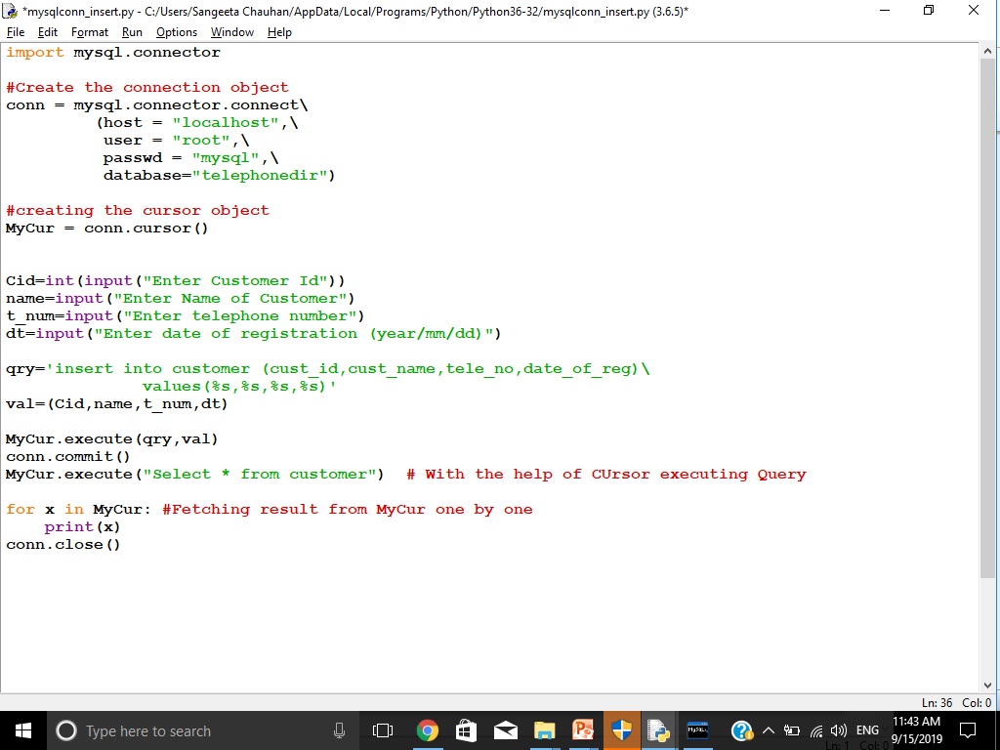 *mysqlconn_insert.py - C:/Users/Sangeeta Chauhan/AppData/Local/Programs/Python/Python36-32/mysqlconn_insert.py (3.6.5)*
File Edit Format Run Options Window Help
import mysql.connector
#Create the connection object
conn = mysql.connector.connect\
(host = "localhost",\
user = "root",\
passwd = "mysql",\
database="telephonedir")
#creating the cursor object
MyCur = conn.cursor()
Cid=int(input("Enter Customer Id"))
name=input("Enter Name of Customer")
t_num=input("Enter telephone number")
dt=input("Enter date of registration (year/mm/dd)")
qry='insert into customer (cust_id,cust_name,tele_no,date_of_reg)\
values(%s,%s,%s,%s)'
val=(Cid,name,t_num,dt)
MyCur.execute(qry,val)
conn.commit()
MyCur.execute("Select * from customer") # With the help of CUrsor executing Query
for x in MyCur: #Fetching result from MyCur one by one
print(x)
conn.close()
Ln: 36 Col: 0
Type here to search
ENG
11:43 AM
9/15/2019
Ln: 1 Col: 0